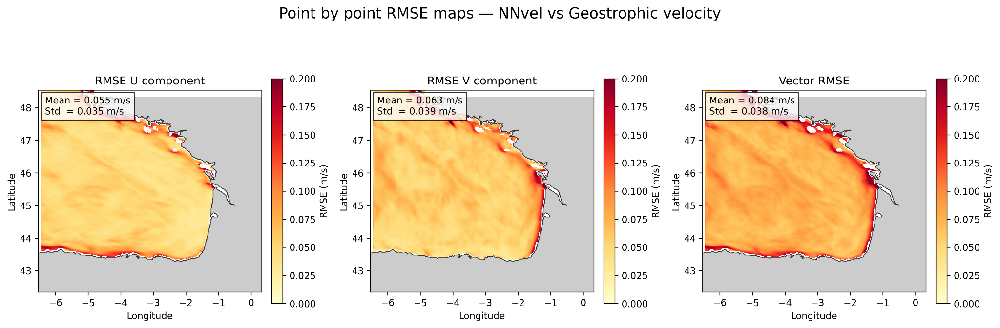 Point by point RMSE maps — NNvel vs Geostrophic velocity
RMSE U component
Mean = 0.055 m/s
Std = 0.035 m/s
48
47
46
45
44
43
Latitude
−6 −5 −4 −3 −2 −1 0
Longitude
0.200
0.175
0.150
0.125
0.100
0.075
0.050
0.025
0.000
RMSE (m/s)
RMSE V component
Mean = 0.063 m/s
Std = 0.039 m/s
48
47
46
45
44
43
Latitude
−6 −5 −4 −3 −2 −1 0
Longitude
0.200
0.175
0.150
0.125
0.100
0.075
0.050
0.025
0.000
RMSE (m/s)
Vector RMSE
Mean = 0.084 m/s
Std = 0.038 m/s
48
47
46
45
44
43
Latitude
−6 −5 −4 −3 −2 −1 0
Longitude
0.200
0.175
0.150
0.125
0.100
0.075
0.050
0.025
0.000
RMSE (m/s)